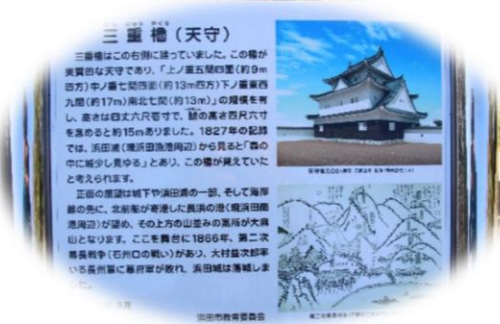 三重櫓（天守）
三重櫓はこの右側に建っていました。この櫓が
実質的な天守であり、「上ノ重五間四面（約9m
四方）中ノ重七間四面（約13m四方）下ノ重東西
九間（約17m）南北七間（約13m）」の規模を有
し、高さは四丈六尺壱寸で、鯱の高さ四尺六寸
を含めると約15mありました。1827年の記録
では、浜田浦（現浜田漁港周辺）から見ると「森の
中に城少し見ゆる」とあり、この櫓が見えていた
と考えられます。
正面の展望は城下や浜田浦の一部、そして海岸
線の先に、北前船が寄港した長浜の港（現浜田商
港周辺）が望め、その上方の山並みの高所が大麻
山となります。ここを舞台に1866年、第二次
幕長戦争（石州口の戦い）があり、大村益次郎率
いる長州軍に幕府軍が敗れ、浜田城は落城しま
浜田市教育委員会